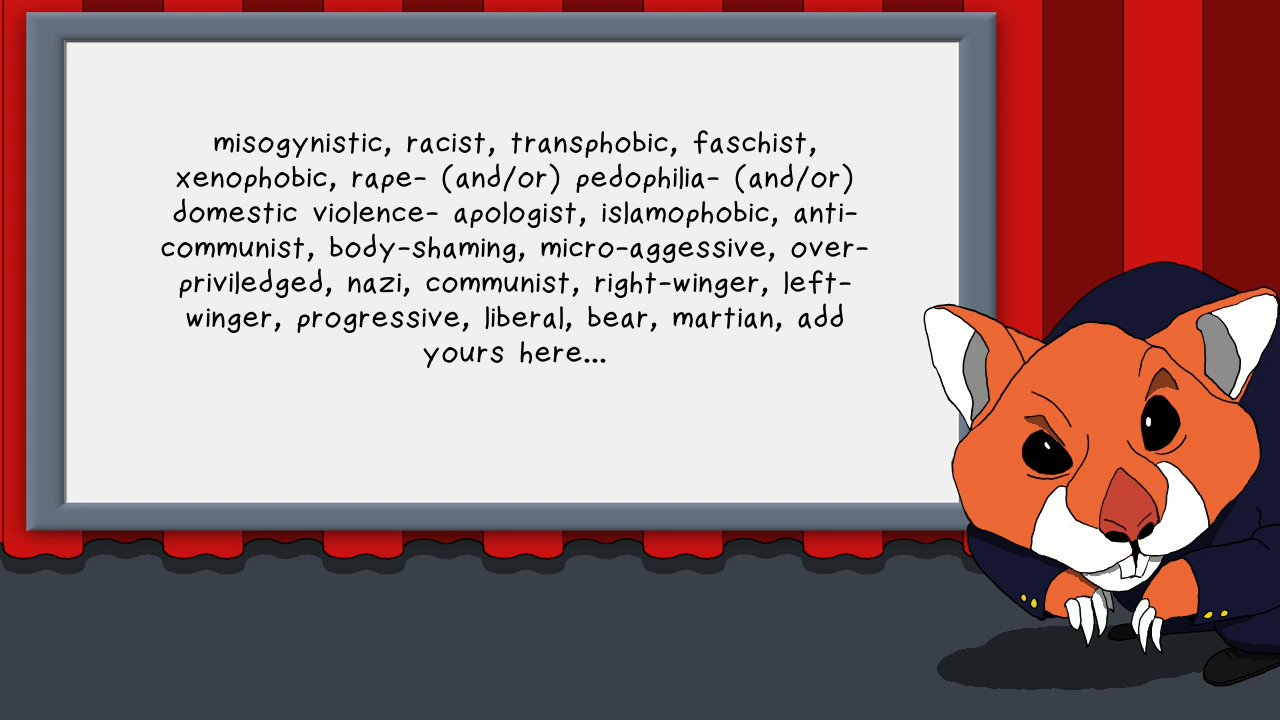 misogynistic, racist, transphobic, faschist,
xenophobic, rape- (and/or) pedophilia- (and/or)
domestic violence- apologist, islamophobic, anti-
communist, body-shaming, micro-aggessive, over-
priviledged, nazi, communist, right-winger, left-
winger, progressive, liberal, bear, martian, add
yours here...